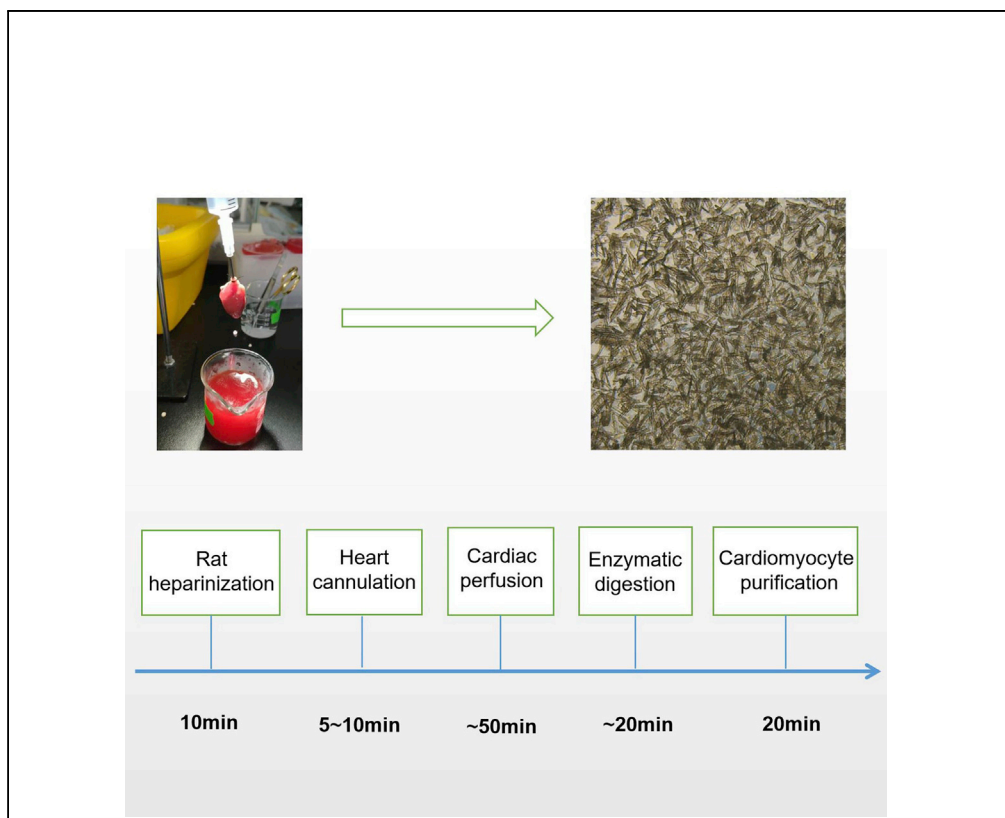 Rat
heparinization
Heart
cannulation
Cardiac
perfusion
Enzymatic
digestion
Cardiomyocyte
purification
10min
5~10min
~50min
~20min
20min